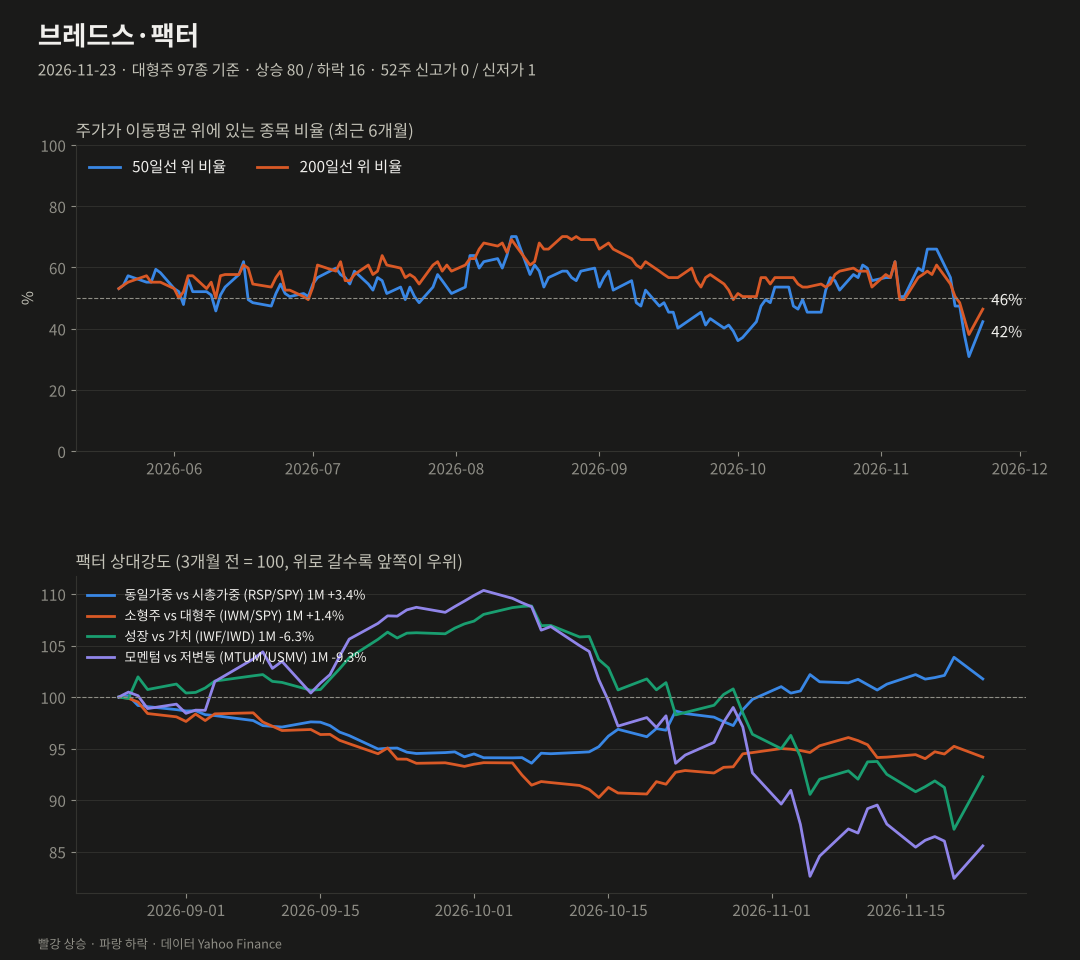 브레드스·팩터
2026-11-23 · 대형주 97종 기준 · 상승 80 / 하락 16 · 52주 신고가 0 / 신저가 1
주가가 이동평균 위에 있는 종목 비율 (최근 6개월)
50일선 위 비율
200일선 위 비율
100
80
60
40
20
0
%
46%
42%
2026-06
2026-07
2026-08
2026-09
2026-10
2026-11
2026-12
팩터 상대강도 (3개월 전 = 100, 위로 갈수록 앞쪽이 우위)
동일가중 vs 시총가중 (RSP/SPY) 1M +3.4%
소형주 vs 대형주 (IWM/SPY) 1M +1.4%
성장 vs 가치 (IWF/IWD) 1M -6.3%
모멘텀 vs 저변동 (MTUM/USMV) 1M -9.3%
110
105
100
95
90
85
2026-09-01
2026-09-15
2026-10-01
2026-10-15
2026-11-01
2026-11-15
빨강 상승 · 파랑 하락 · 데이터 Yahoo Finance